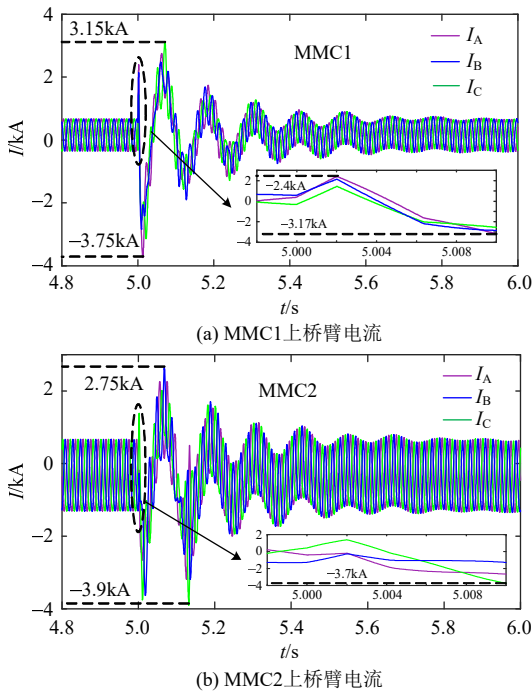 3.15kA
MMC1
I_A
I_B
I_C
I/kA
4
2
0
−2
−4
−3.75kA
2
1
0
−1
−2
−3
−4
−2.4kA
−3.17kA
5.000 5.004 5.008
4.8 5.0 5.2 5.4 5.6 5.8 6.0
t/s
(a) MMC1上桥臂电流
2.75kA
MMC2
I_A
I_B
I_C
I/kA
2
0
−2
−4
−3.9kA
2
0
−2
−4
−3.7kA
5.000 5.004 5.008
4.8 5.0 5.2 5.4 5.6 5.8 6.0
t/s
(b) MMC2上桥臂电流